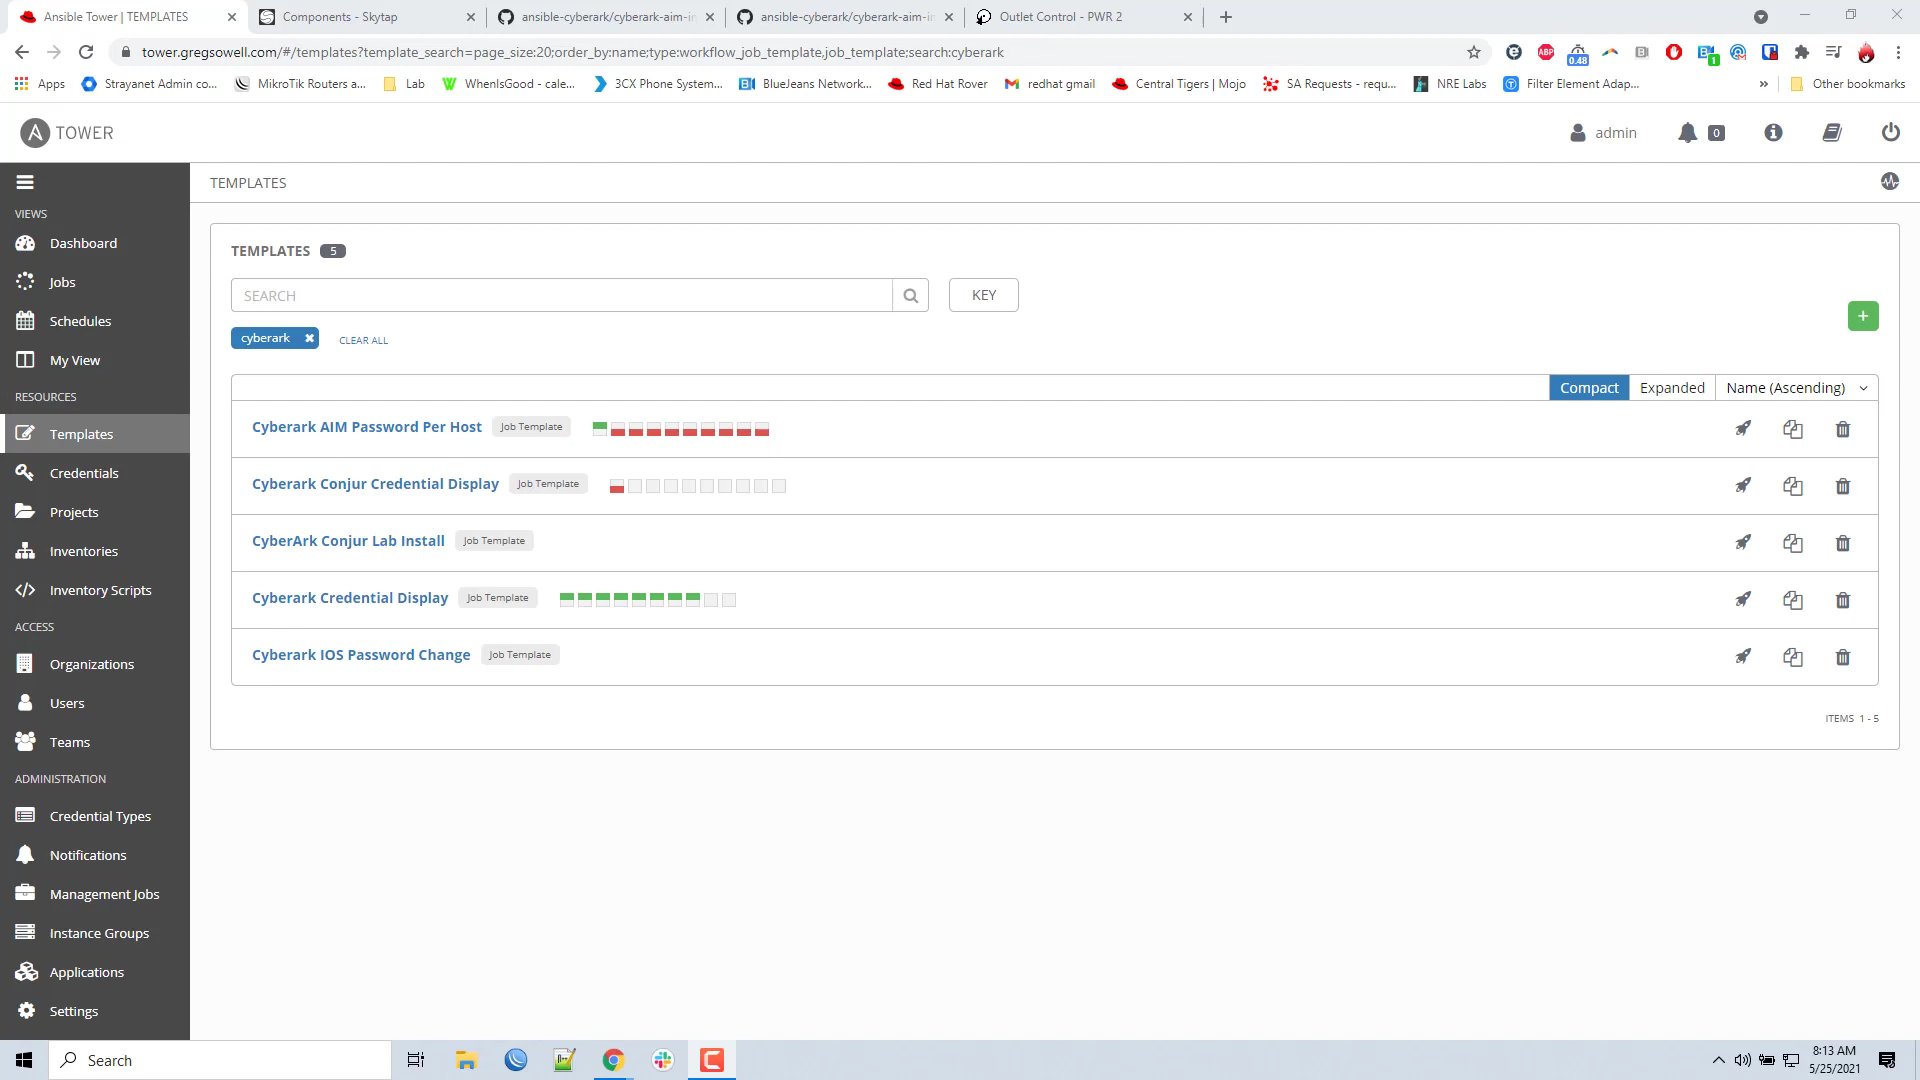 Ansible Tower | TEMPLATES
Components - Skytap
ansible-cyberark/cyberark-aim-in
ansible-cyberark/cyberark-aim-in
Outlet Control - PWR 2
tower.gregsowell.com/#/templates?template_search=page_size:20;order_by:name;type:workflow_job_template,job_template;search:cyberark
ABP
0.48
1
Apps
Strayanet Admin co...
MikroTik Routers a...
Lab
WhenIsGood - cale...
3CX Phone System...
BlueJeans Network...
Red Hat Rover
redhat gmail
Central Tigers | Mojo
SA Requests - requ...
NRE Labs
Filter Element Adap...
»
Other bookmarks
A TOWER
admin
0
VIEWS
Dashboard
Jobs
Schedules
My View
RESOURCES
Templates
Credentials
Projects
Inventories
Inventory Scripts
ACCESS
Organizations
Users
Teams
ADMINISTRATION
Credential Types
Notifications
Management Jobs
Instance Groups
Applications
Settings
TEMPLATES
TEMPLATES 5
SEARCH
KEY
cyberark
CLEAR ALL
+
Compact
Expanded
Name (Ascending)
Cyberark AIM Password Per Host Job Template
Cyberark Conjur Credential Display Job Template
CyberArk Conjur Lab Install Job Template
Cyberark Credential Display Job Template
Cyberark IOS Password Change Job Template
ITEMS 1 - 5
Search
8:13 AM
5/25/2021